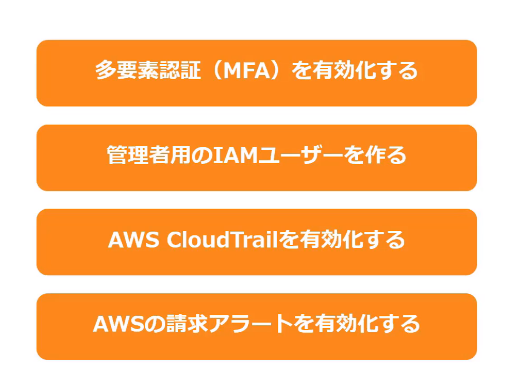 多要素認証（MFA）を有効化する
管理者用のIAMユーザーを作る
AWS CloudTrailを有効化する
AWSの請求アラートを有効化する